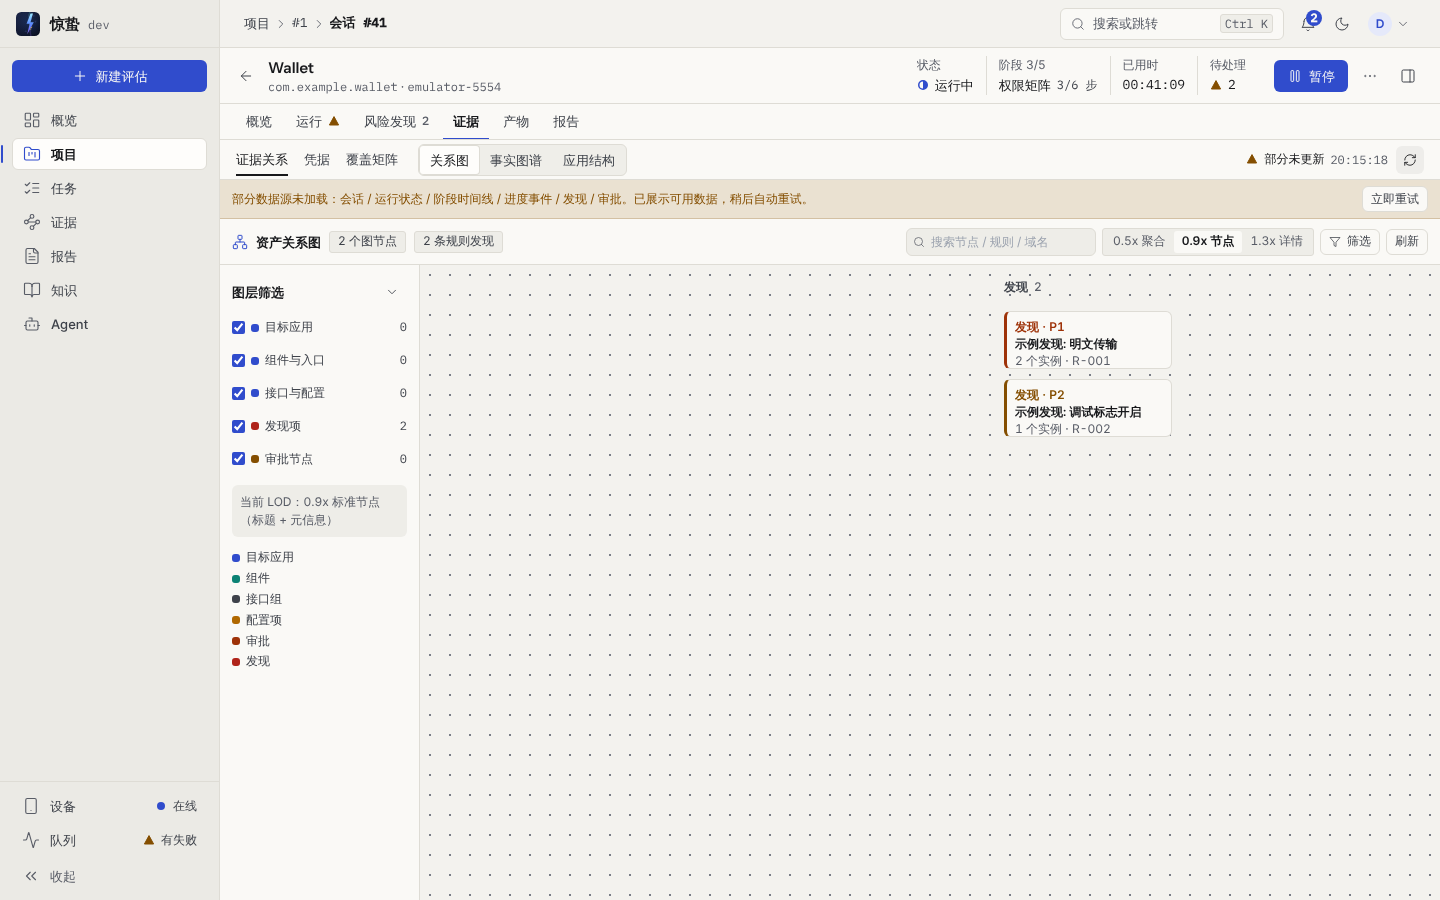 惊蛰 dev
项目 > #1 > 会话 #41
搜索或跳转 Ctrl K
2
D
新建评估
概览
项目
任务
证据
报告
知识
Agent
设备 在线
队列 有失败
收起
Wallet
com.example.wallet · emulator-5554
状态
运行中
阶段 3/5
权限矩阵 3/6 步
已用时
00:41:09
待处理
2
暂停
概览 运行 风险发现 2 证据 产物 报告
证据关系 凭据 覆盖矩阵 关系图 事实图谱 应用结构
部分未更新 20:15:18
部分数据源未加载：会话 / 运行状态 / 阶段时间线 / 进度事件 / 发现 / 审批。已展示可用数据，稍后自动重试。
立即重试
资产关系图 2 个图节点 2 条规则发现
搜索节点 / 规则 / 域名
0.5x 聚合 0.9x 节点 1.3x 详情
筛选 刷新
图层筛选
目标应用 0
组件与入口 0
接口与配置 0
发现项 2
审批节点 0
当前 LOD：0.9x 标准节点
（标题 + 元信息）
目标应用
组件
接口组
配置项
审批
发现
发现 2
发现 · P1
示例发现: 明文传输
2 个实例 · R-001
发现 · P2
示例发现: 调试标志开启
1 个实例 · R-002